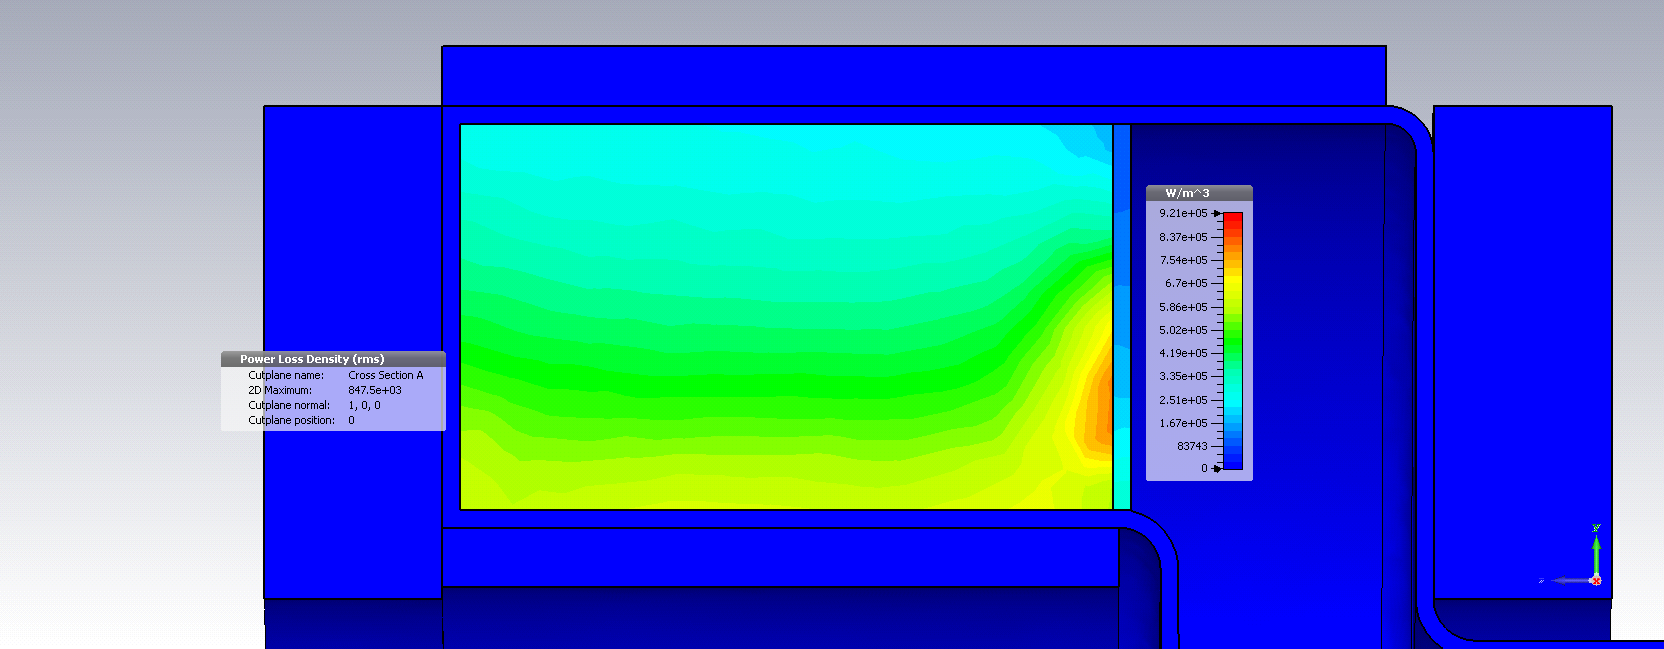 W/m^3
9.21e+05
8.37e+05
7.54e+05
6.7e+05
5.86e+05
5.02e+05
4.19e+05
3.35e+05
2.51e+05
1.67e+05
83743
0
Power Loss Density (rms)
Cutplane name: Cross Section A
2D Maximum: 847.5e+03
Cutplane normal: 1, 0, 0
Cutplane position: 0
y
z